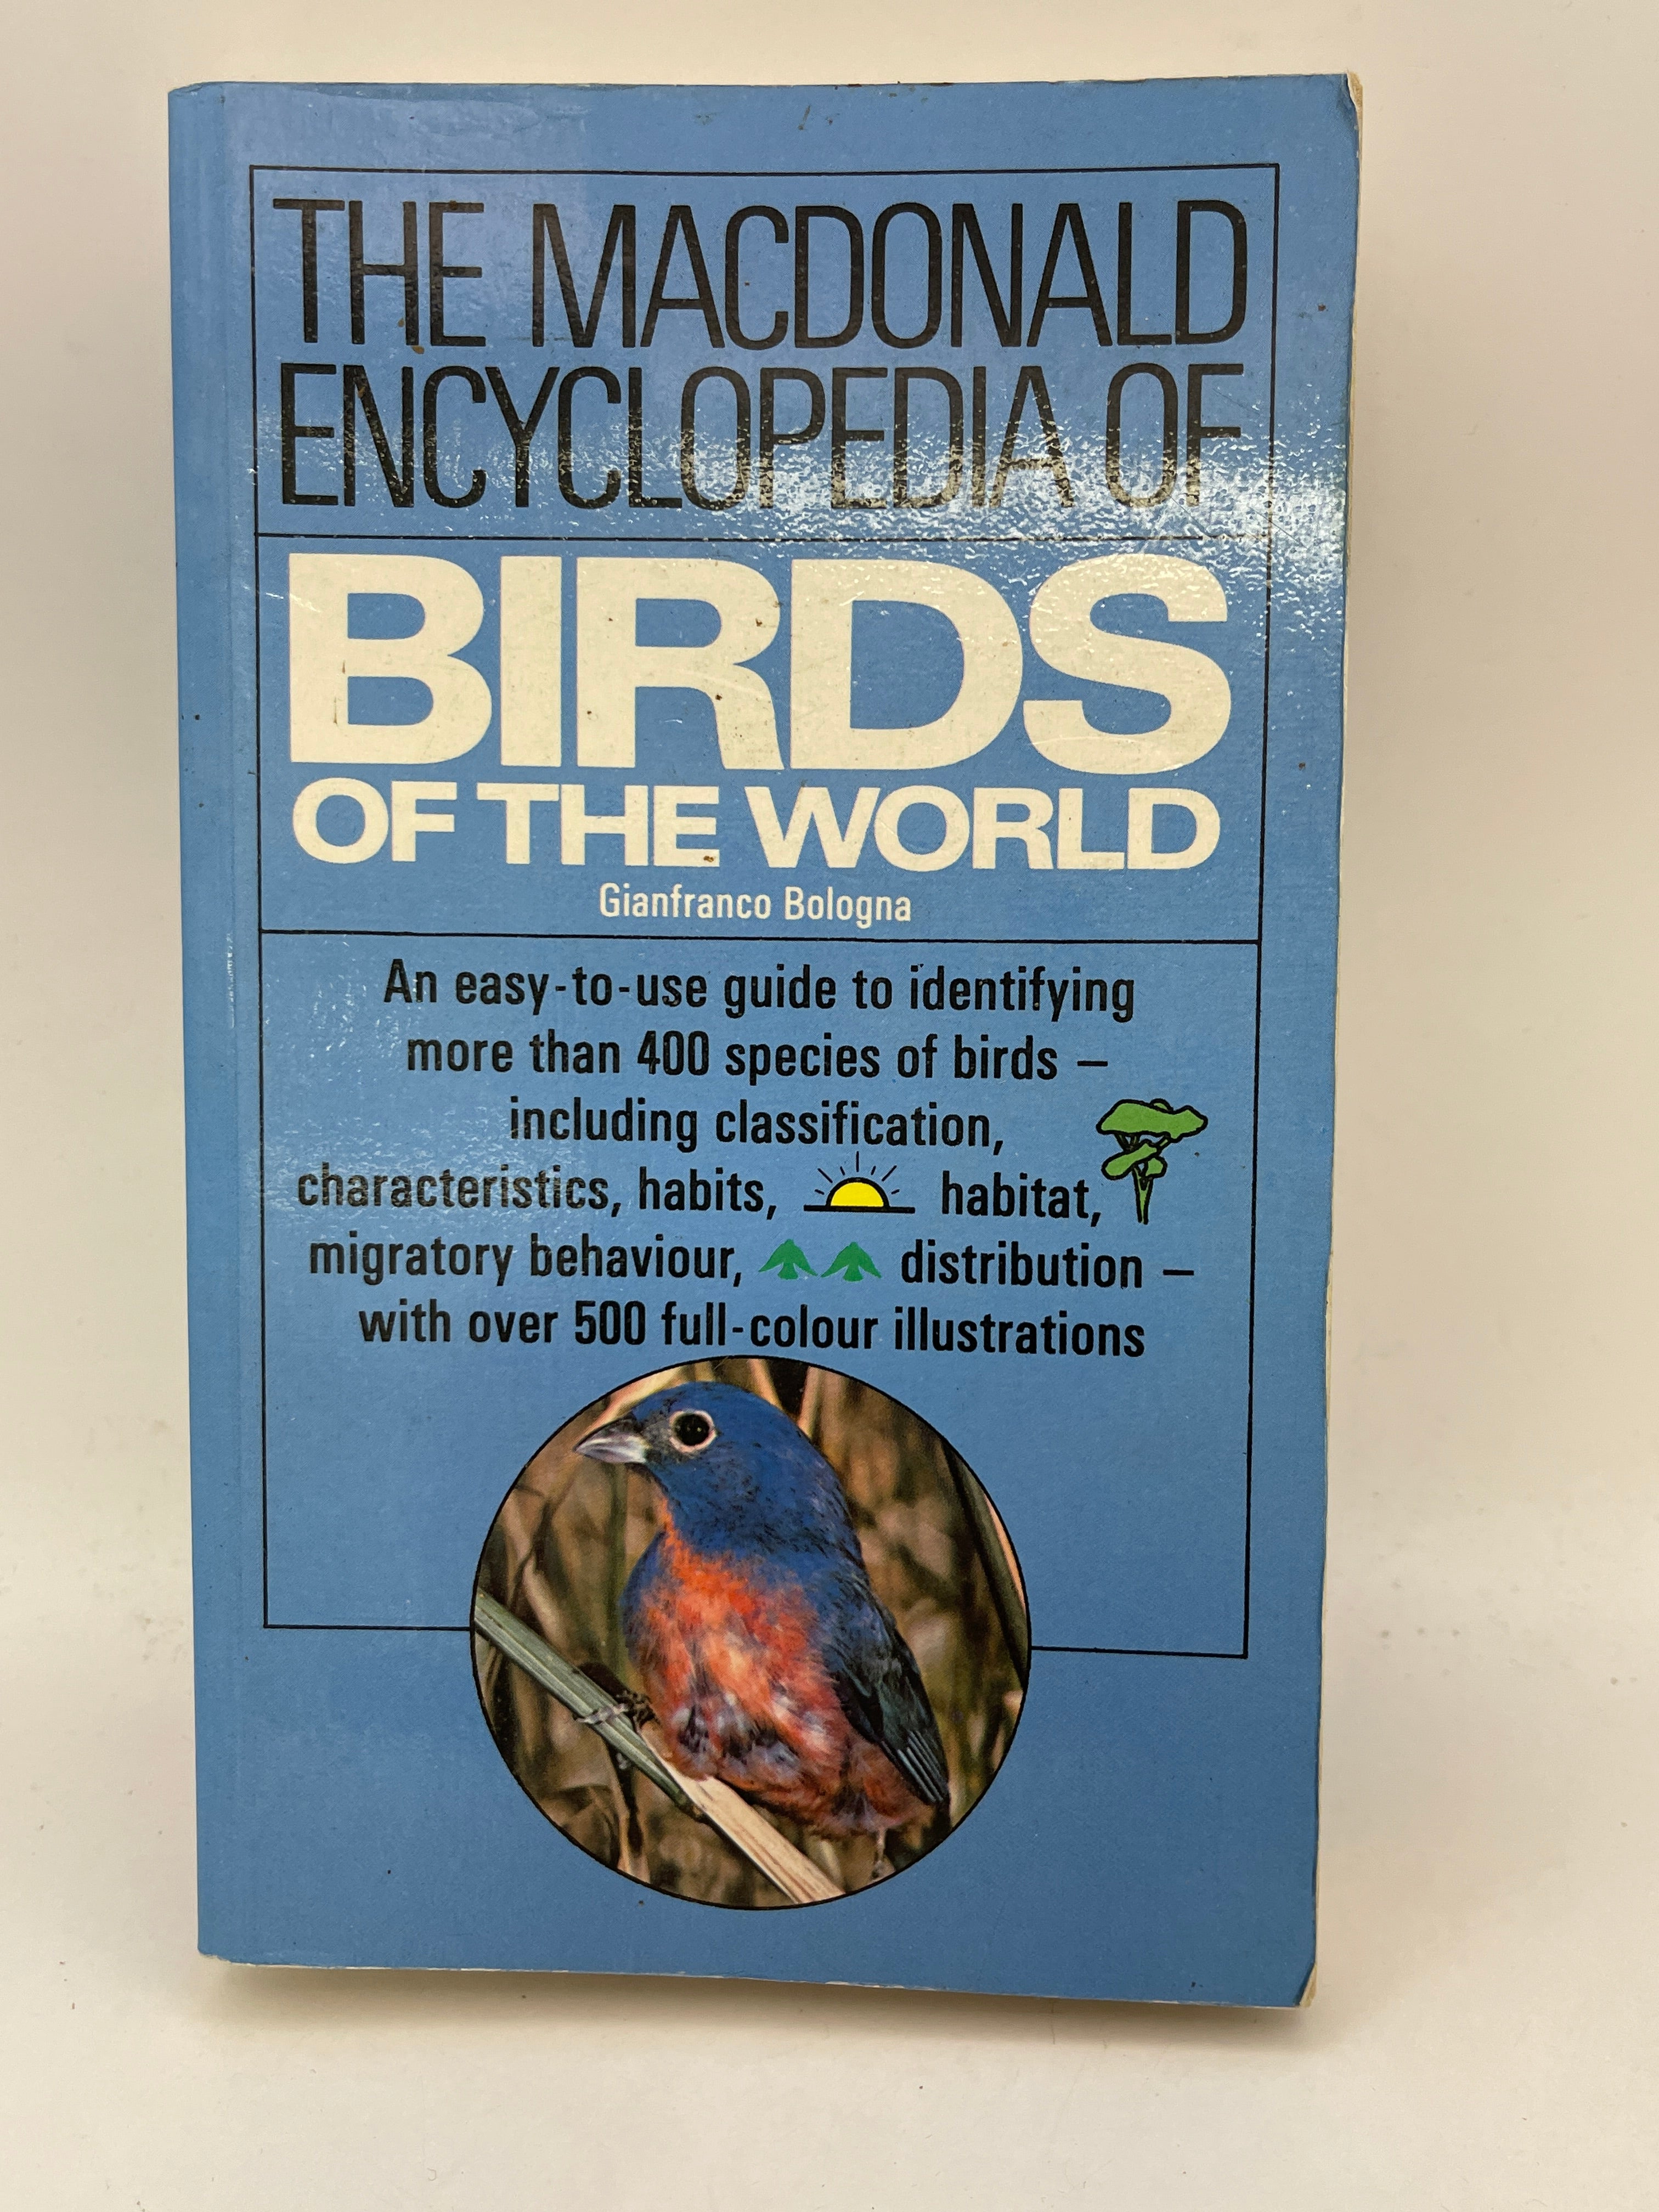 THE MACDONALD
ENCYCLOPEDIA OF
BIRDS
OF THE WORLD
Gianfranco Bologna
An easy-to-use guide to identifying
more than 400 species of birds –
including classification,
characteristics, habits, habitat,
migratory behaviour, distribution –
with over 500 full-colour illustrations